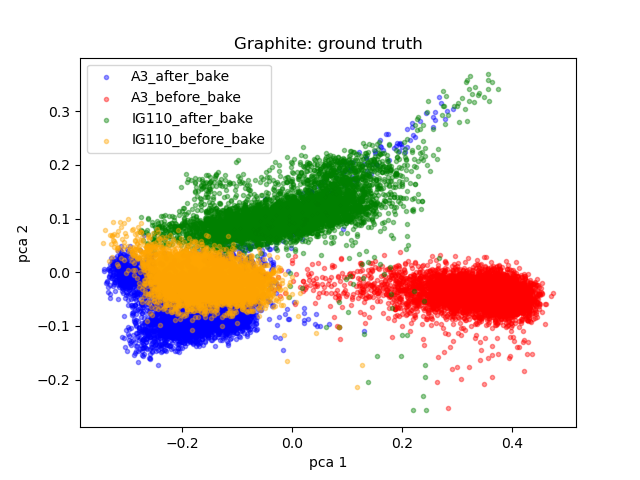 Graphite: ground truth
A3_after_bake
A3_before_bake
IG110_after_bake
IG110_before_bake
pca 2
0.3
0.2
0.1
0.0
−0.1
−0.2
−0.2
0.0
0.2
0.4
pca 1